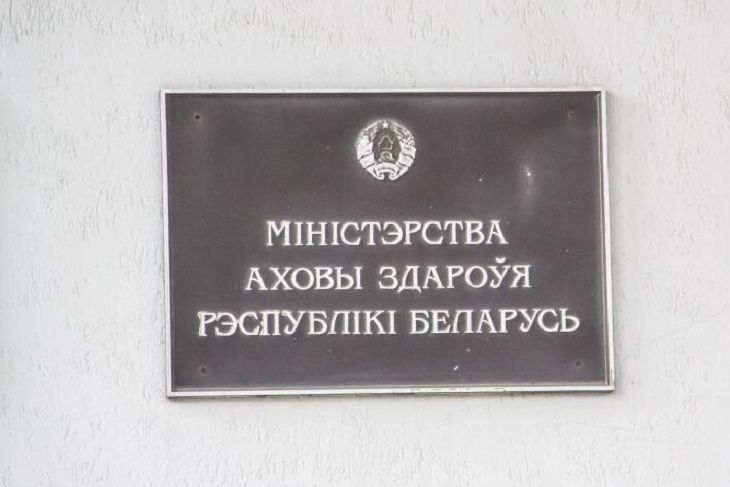 МІНІСТЭРСТВА
АХОВЫ ЗДАРОЎЯ
РЭСПУБЛІКІ БЕЛАРУСЬ